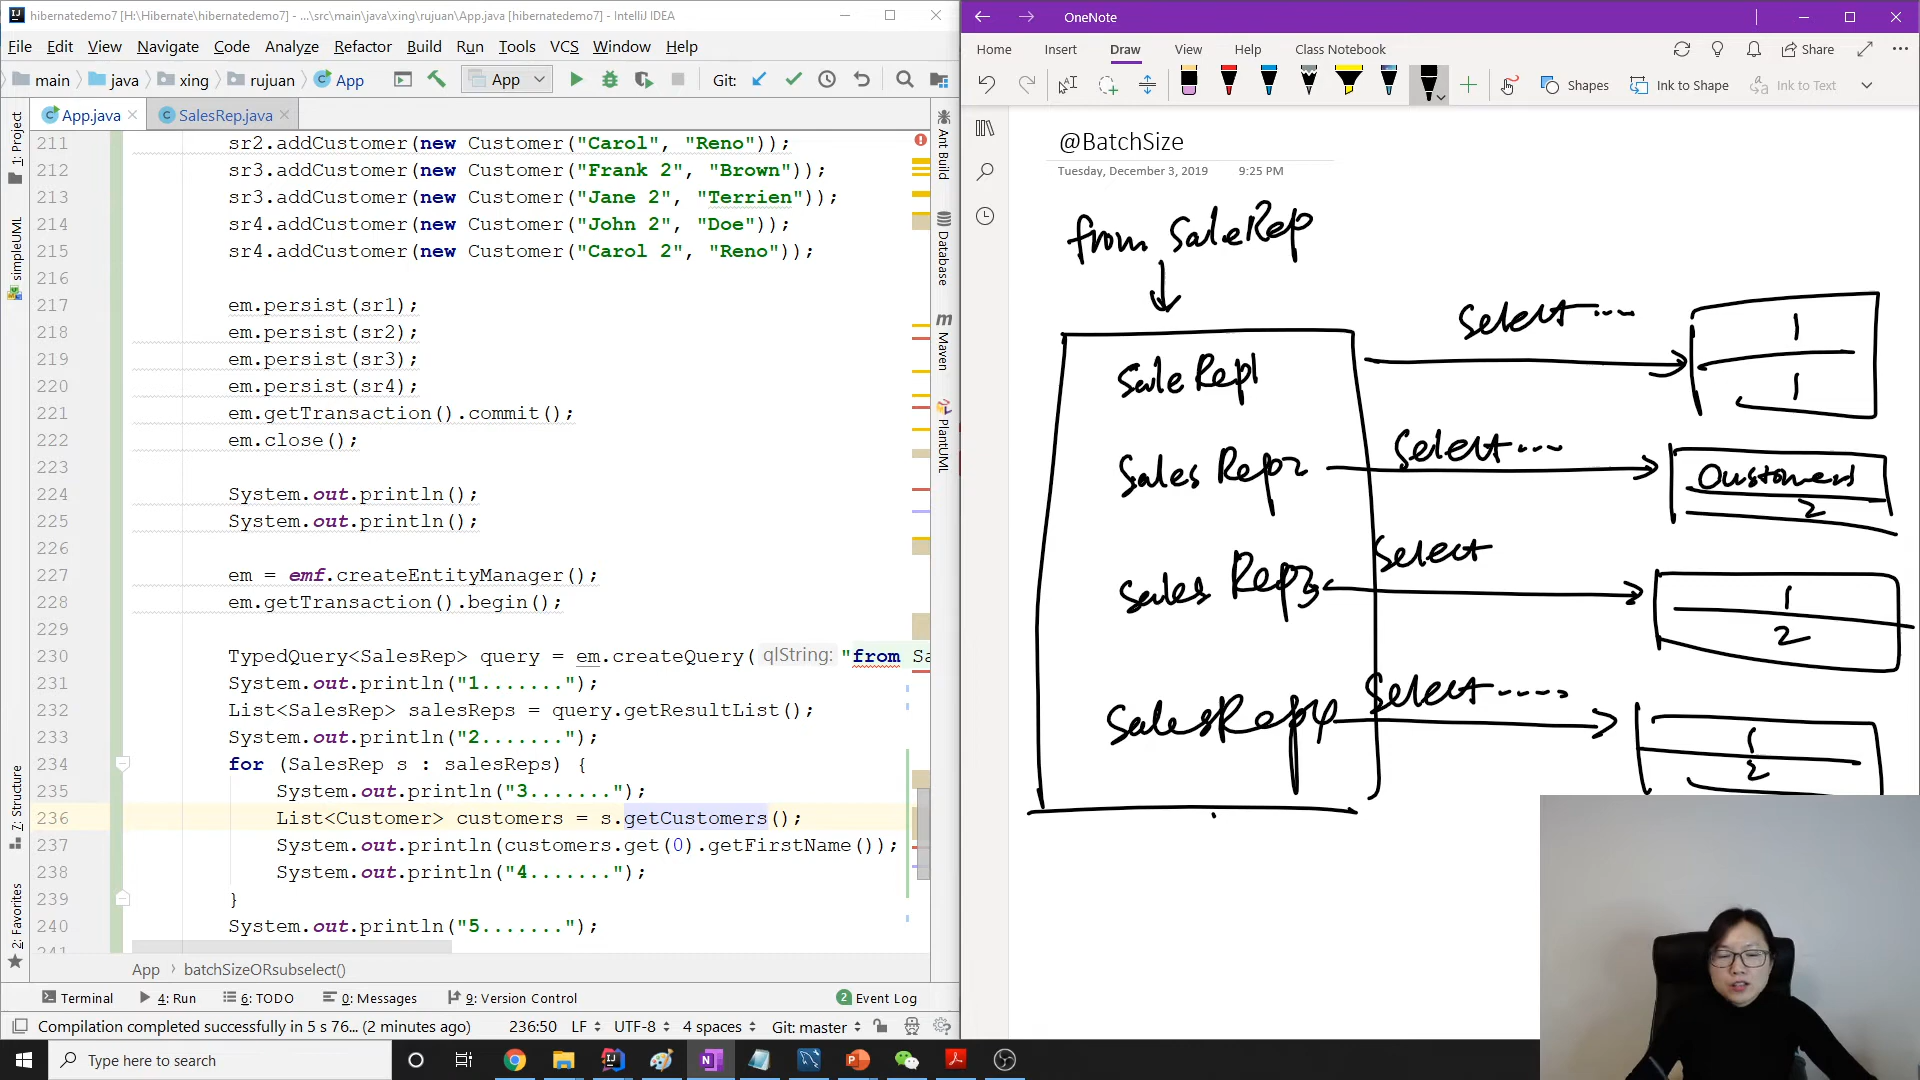 hibernatedemo7 [H:\Hibernate\hibernatedemo7] - ...\src\main\java\xing\rujuan\App.java [hibernatedemo7] - IntelliJ IDEA
File Edit View Navigate Code Analyze Refactor Build Run Tools VCS Window Help
main java xing rujuan App App Git:
App.java SalesRep.java
211 sr2.addCustomer(new Customer("Carol", "Reno"));
212 sr3.addCustomer(new Customer("Frank 2", "Brown"));
213 sr3.addCustomer(new Customer("Jane 2", "Terrien"));
214 sr4.addCustomer(new Customer("John 2", "Doe"));
215 sr4.addCustomer(new Customer("Carol 2", "Reno"));
216
217 em.persist(sr1);
218 em.persist(sr2);
219 em.persist(sr3);
220 em.persist(sr4);
221 em.getTransaction().commit();
222 em.close();
223
224 System.out.println();
225 System.out.println();
226
227 em = emf.createEntityManager();
228 em.getTransaction().begin();
229
230 TypedQuery<SalesRep> query = em.createQuery( qlString: "from Sa
231 System.out.println("1.......");
232 List<SalesRep> salesReps = query.getResultList();
233 System.out.println("2.......");
234 for (SalesRep s : salesReps) {
235 System.out.println("3.......");
236 List<Customer> customers = s.getCustomers();
237 System.out.println(customers.get(0).getFirstName());
238 System.out.println("4.......");
239 }
240 System.out.println("5.......");
241
App › batchSizeORsubselect()
1: Project
simpleUML
7: Structure
2: Favorites
Ant Build
Database
Maven
PlantUML
Terminal 4: Run 6: TODO 0: Messages 9: Version Control 2 Event Log
Compilation completed successfully in 5 s 76... (2 minutes ago) 236:50 LF UTF-8 4 spaces Git: master
Type here to search
OneNote
Home Insert Draw View Help Class Notebook Share
Shapes Ink to Shape Ink to Text
@BatchSize
Tuesday, December 3, 2019 9:25 PM
from SaleRep
SaleRep1 Select... 1
1
Sales Rep2 Select... Customers
2
Sales Rep3 Select 1
2
SalesRep4 Select.... 1
2